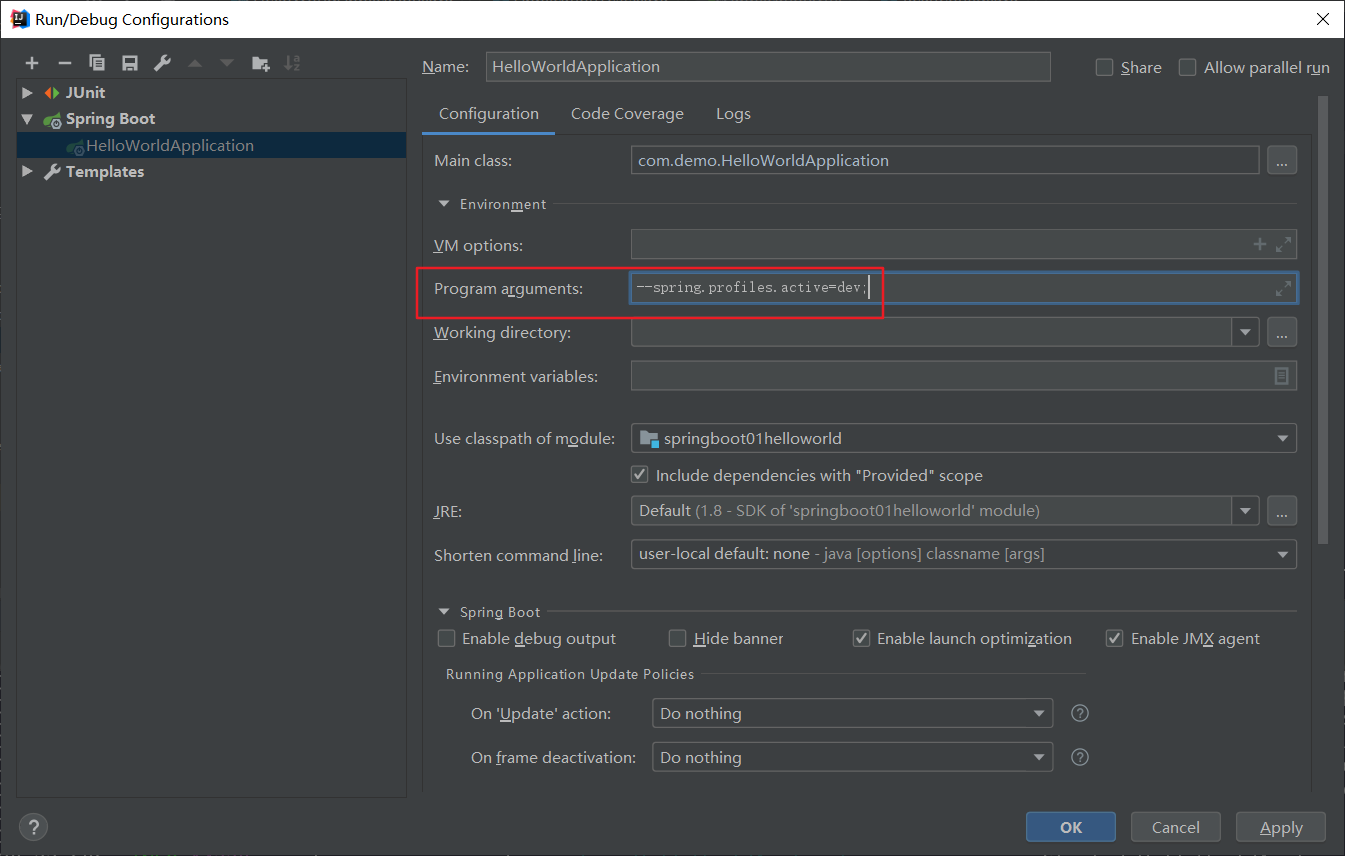 Run/Debug Configurations
Name: HelloWorldApplication
Share
Allow parallel run
JUnit
Spring Boot
HelloWorldApplication
Templates
Configuration Code Coverage Logs
Main class: com.demo.HelloWorldApplication ...
Environment
VM options:
Program arguments: --spring.profiles.active=dev;
Working directory: ...
Environment variables:
Use classpath of module: springboot01helloworld
Include dependencies with "Provided" scope
JRE: Default (1.8 - SDK of 'springboot01helloworld' module) ...
Shorten command line: user-local default: none - java [options] classname [args]
Spring Boot
Enable debug output Hide banner Enable launch optimization Enable JMX agent
Running Application Update Policies
On 'Update' action: Do nothing ?
On frame deactivation: Do nothing ?
? OK Cancel Apply